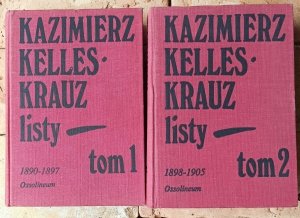 KAZIMIERZ
KELLES-
KRAUZ
listy —
tom 1
1890-1897
Ossolineum
KAZIMIERZ
KELLES-
KRAUZ
listy —
tom 2
1898-1905
Ossolineum